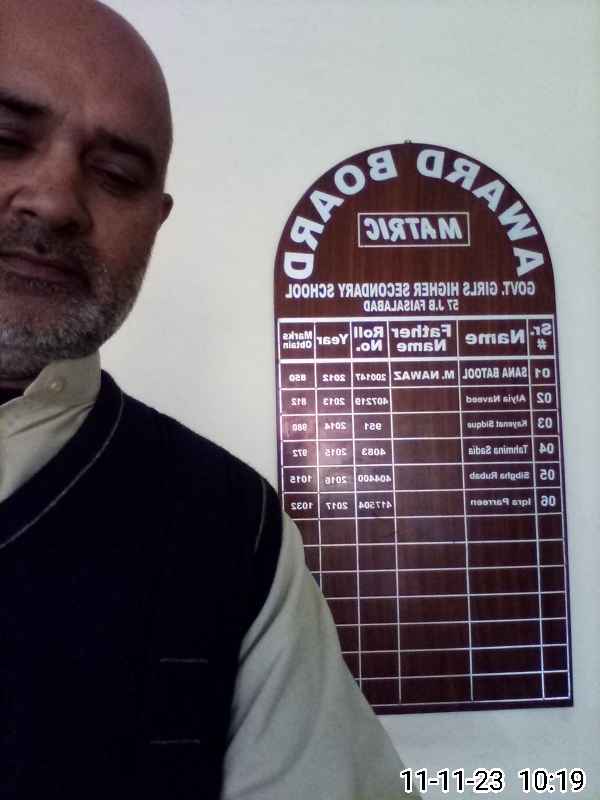 AWARD BOARD
MATRIC
GOVT. GIRLS HIGHER SECONDARY SCHOOL
57 J.B FAISALABAD
Sr. # Name Father Name Roll No. Year Marks Obtain
01 SANA BATOOL M. NAWAZ 200147 2012 850
02 Alyia Naveed 407219 2013 812
03 Kayenat Sidque 951 2014 980
04 Tahmina Sadia 4083 2015 972
05 Sibgha Rubab 404400 2016 1015
06 Iqra Parreen 417504 2017 1032
11-11-23 10:19